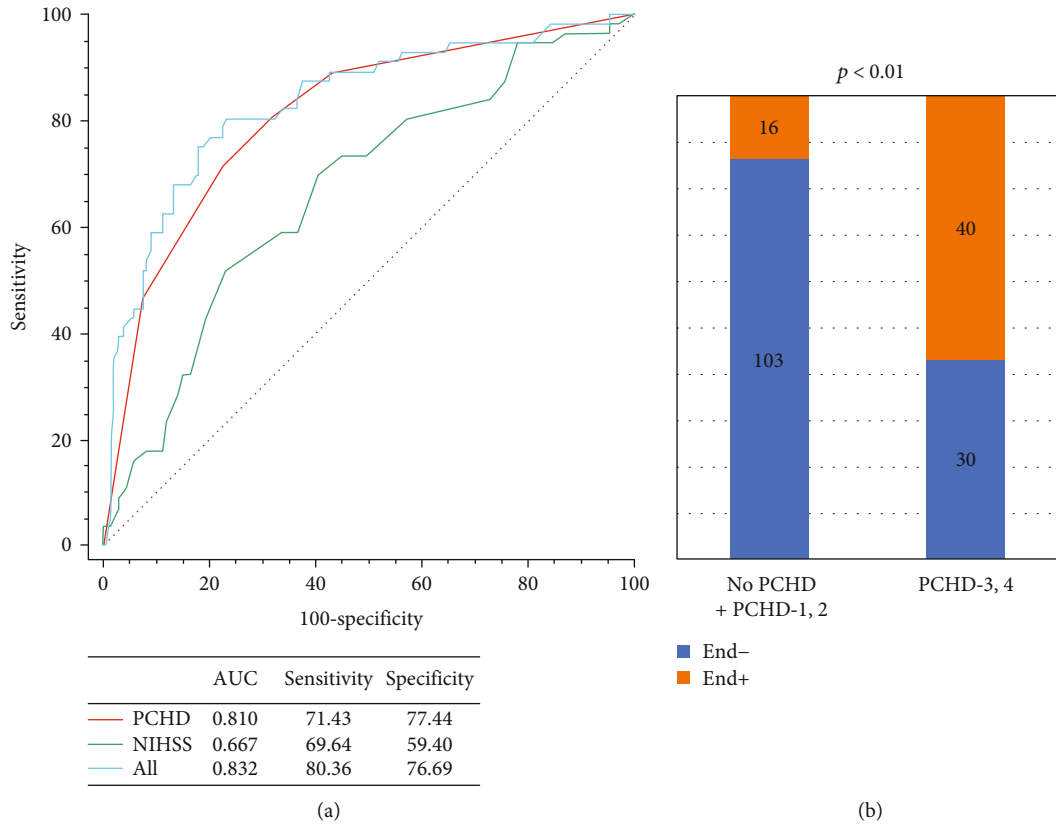 100
80
60
40
20
0
Sensitivity
0 20 40 60 80 100
100-specificity
AUC Sensitivity Specificity
PCHD 0.810 71.43 77.44
NIHSS 0.667 69.64 59.40
All 0.832 80.36 76.69
(a)
p < 0.01
16
103
40
30
No PCHD
+ PCHD-1, 2
PCHD-3, 4
End−
End+
(b)